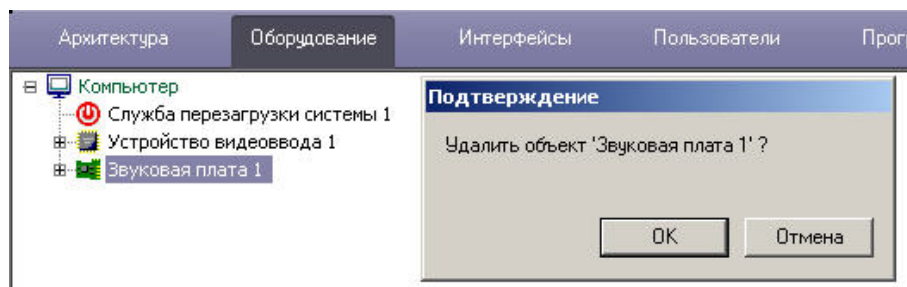 Архитектура Оборудование Интерфейсы Пользователи
Компьютер
Служба перезагрузки системы 1
Устройство видеоввода 1
Звуковая плата 1
Подтверждение
Удалить объект 'Звуковая плата 1' ?
OK Отмена